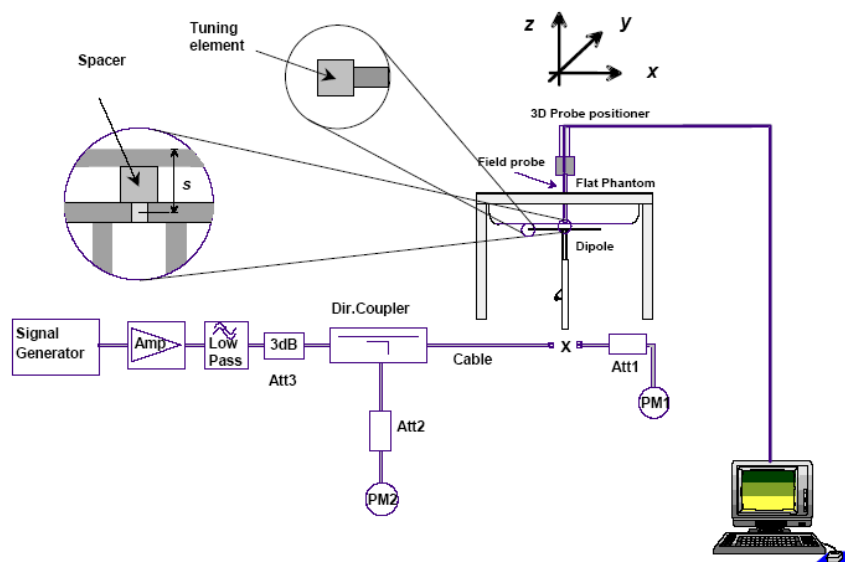 Tuning
element
Spacer
s
z
y
x
3D Probe positioner
Field probe
Flat Phantom
Dipole
Dir.Coupler
Signal
Generator
Amp
Low
Pass
3dB
Att3
Cable
X
Att1
PM1
Att2
PM2